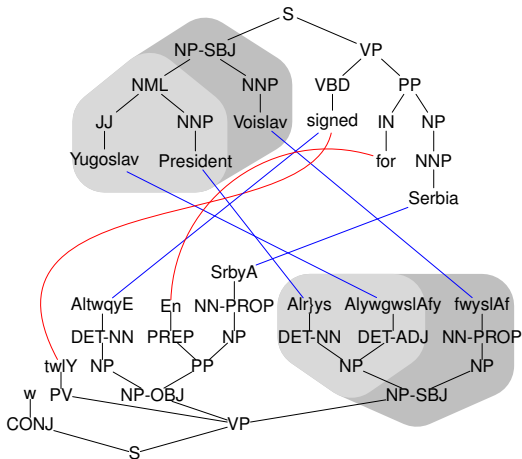 S
NP-SBJ VP
NML NNP VBD PP
JJ NNP Voislav signed IN NP
Yugoslav President for NNP
Serbia
SrbyA
AltwqyE En NN-PROP Alr}ys AlywgwslAfy fwyslAf
DET-NN PREP NP DET-NN DET-ADJ NN-PROP
twlY NP PP NP NP
w PV NP-OBJ NP-SBJ
CONJ VP
S